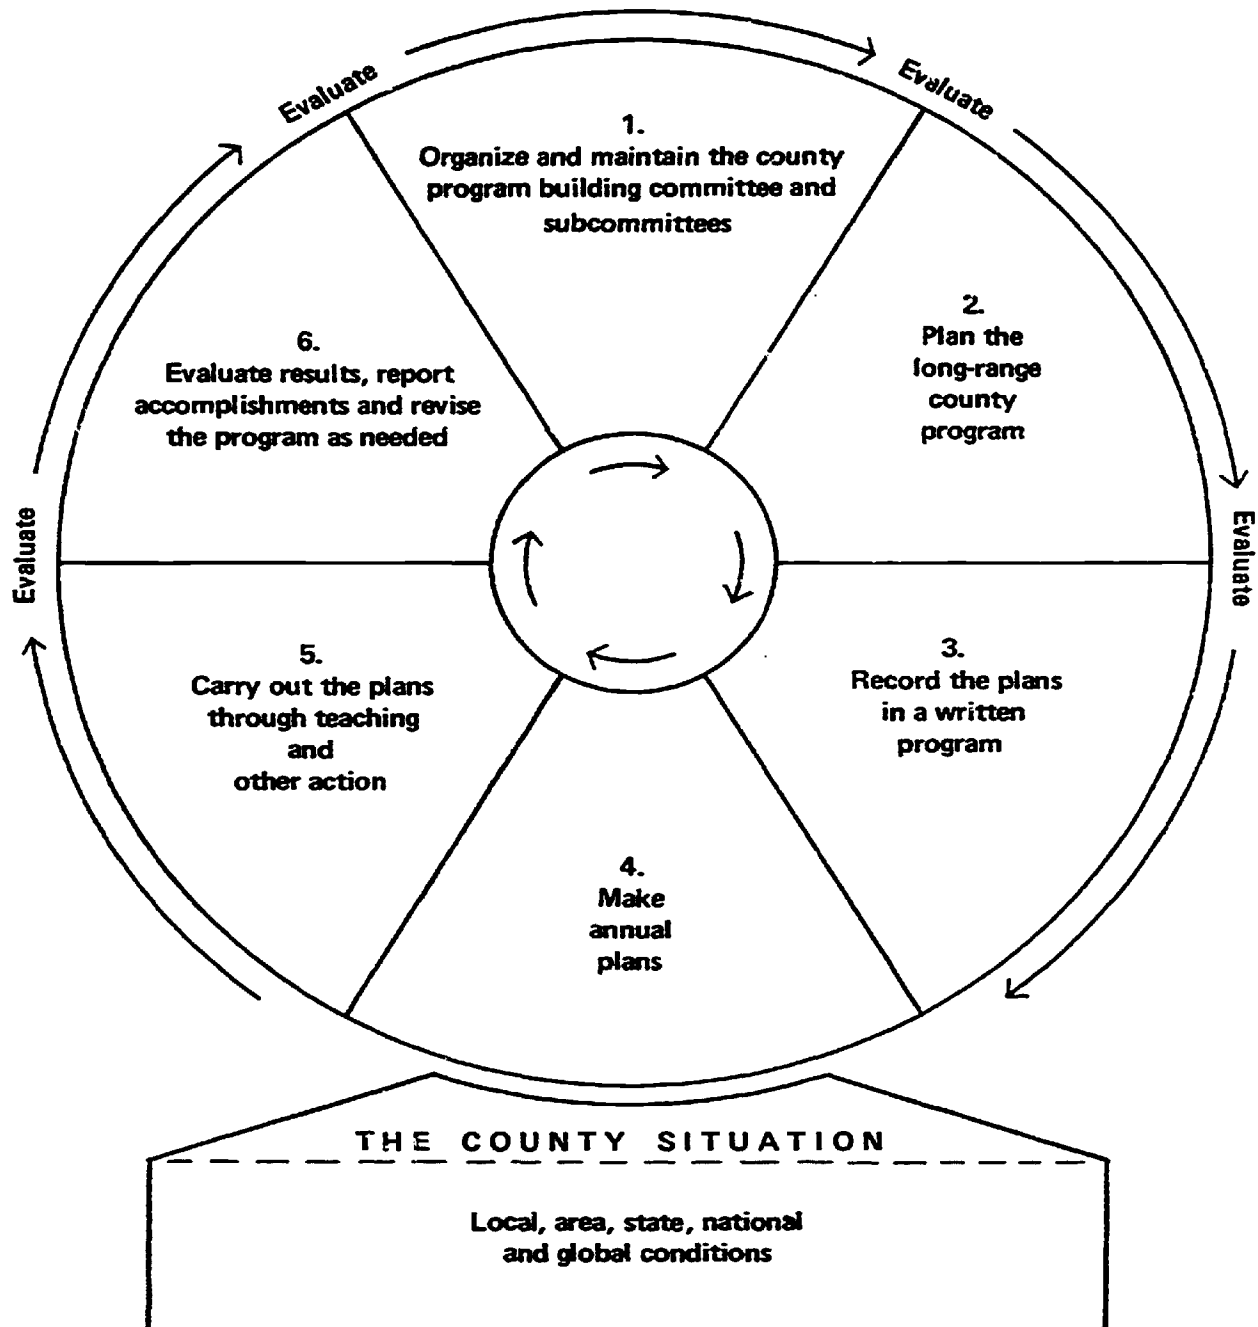 Evaluate
Evaluate
1.
Organize and maintain the county
program building committee and
subcommittees
2.
Plan the
long-range
county
program
6.
Evaluate results, report
accomplishments and revise
the program as needed
Evaluate
Evaluate
5.
Carry out the plans
through teaching
and
other action
3.
Record the plans
in a written
program
4.
Make
annual
plans
THE COUNTY SITUATION
Local, area, state, national
and global conditions